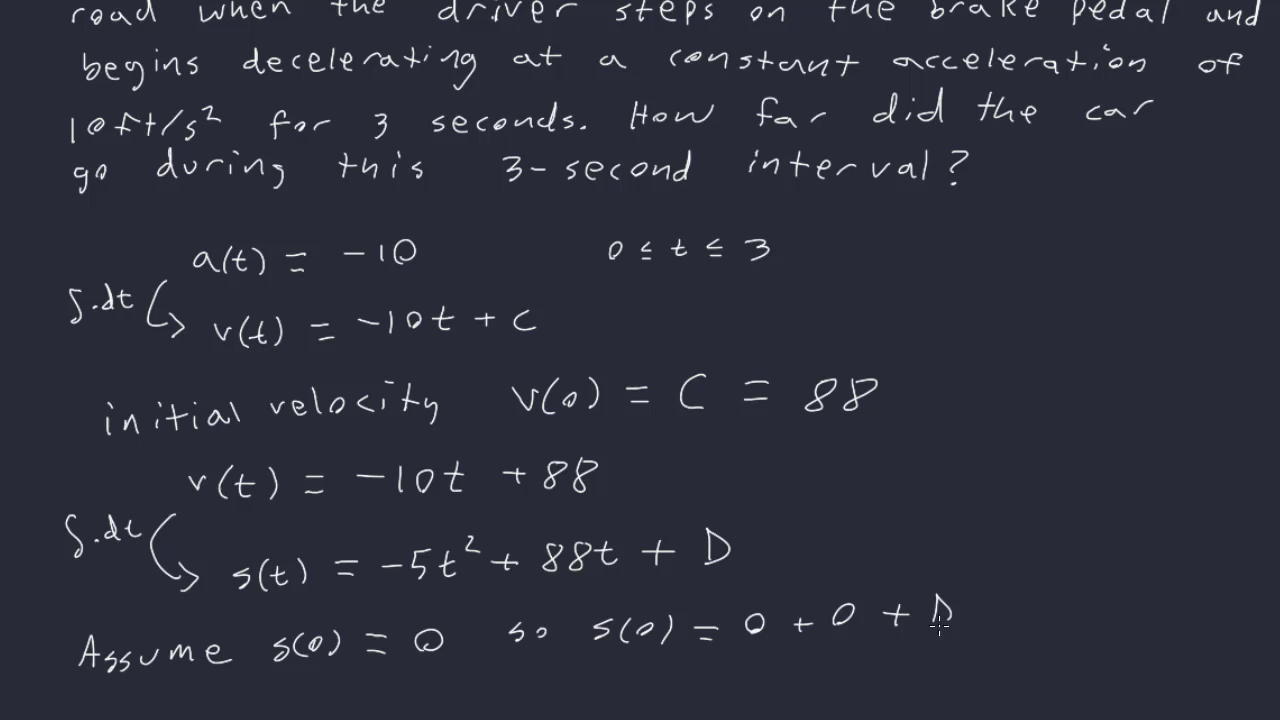 road when the driver steps on the brake pedal and
begins decelerating at a constant acceleration of
10ft/s² for 3 seconds. How far did the car
go during this 3-second interval?
a(t) = -10 0 ≤ t ≤ 3
∫.dt
v(t) = -10t + C
initial velocity v(0) = C = 88
v(t) = -10t + 88
∫.dt
s(t) = -5t² + 88t + D
Assume s(0) = 0 so s(0) = 0 + 0 + D